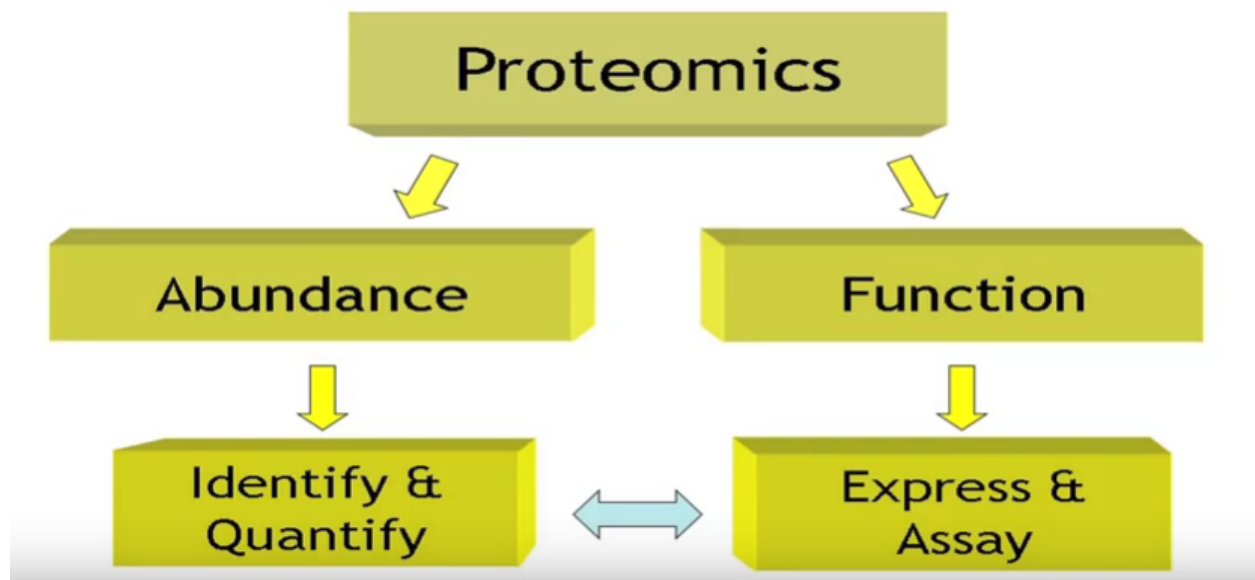 Proteomics
Abundance
Function
Identify &
Quantify
Express &
Assay